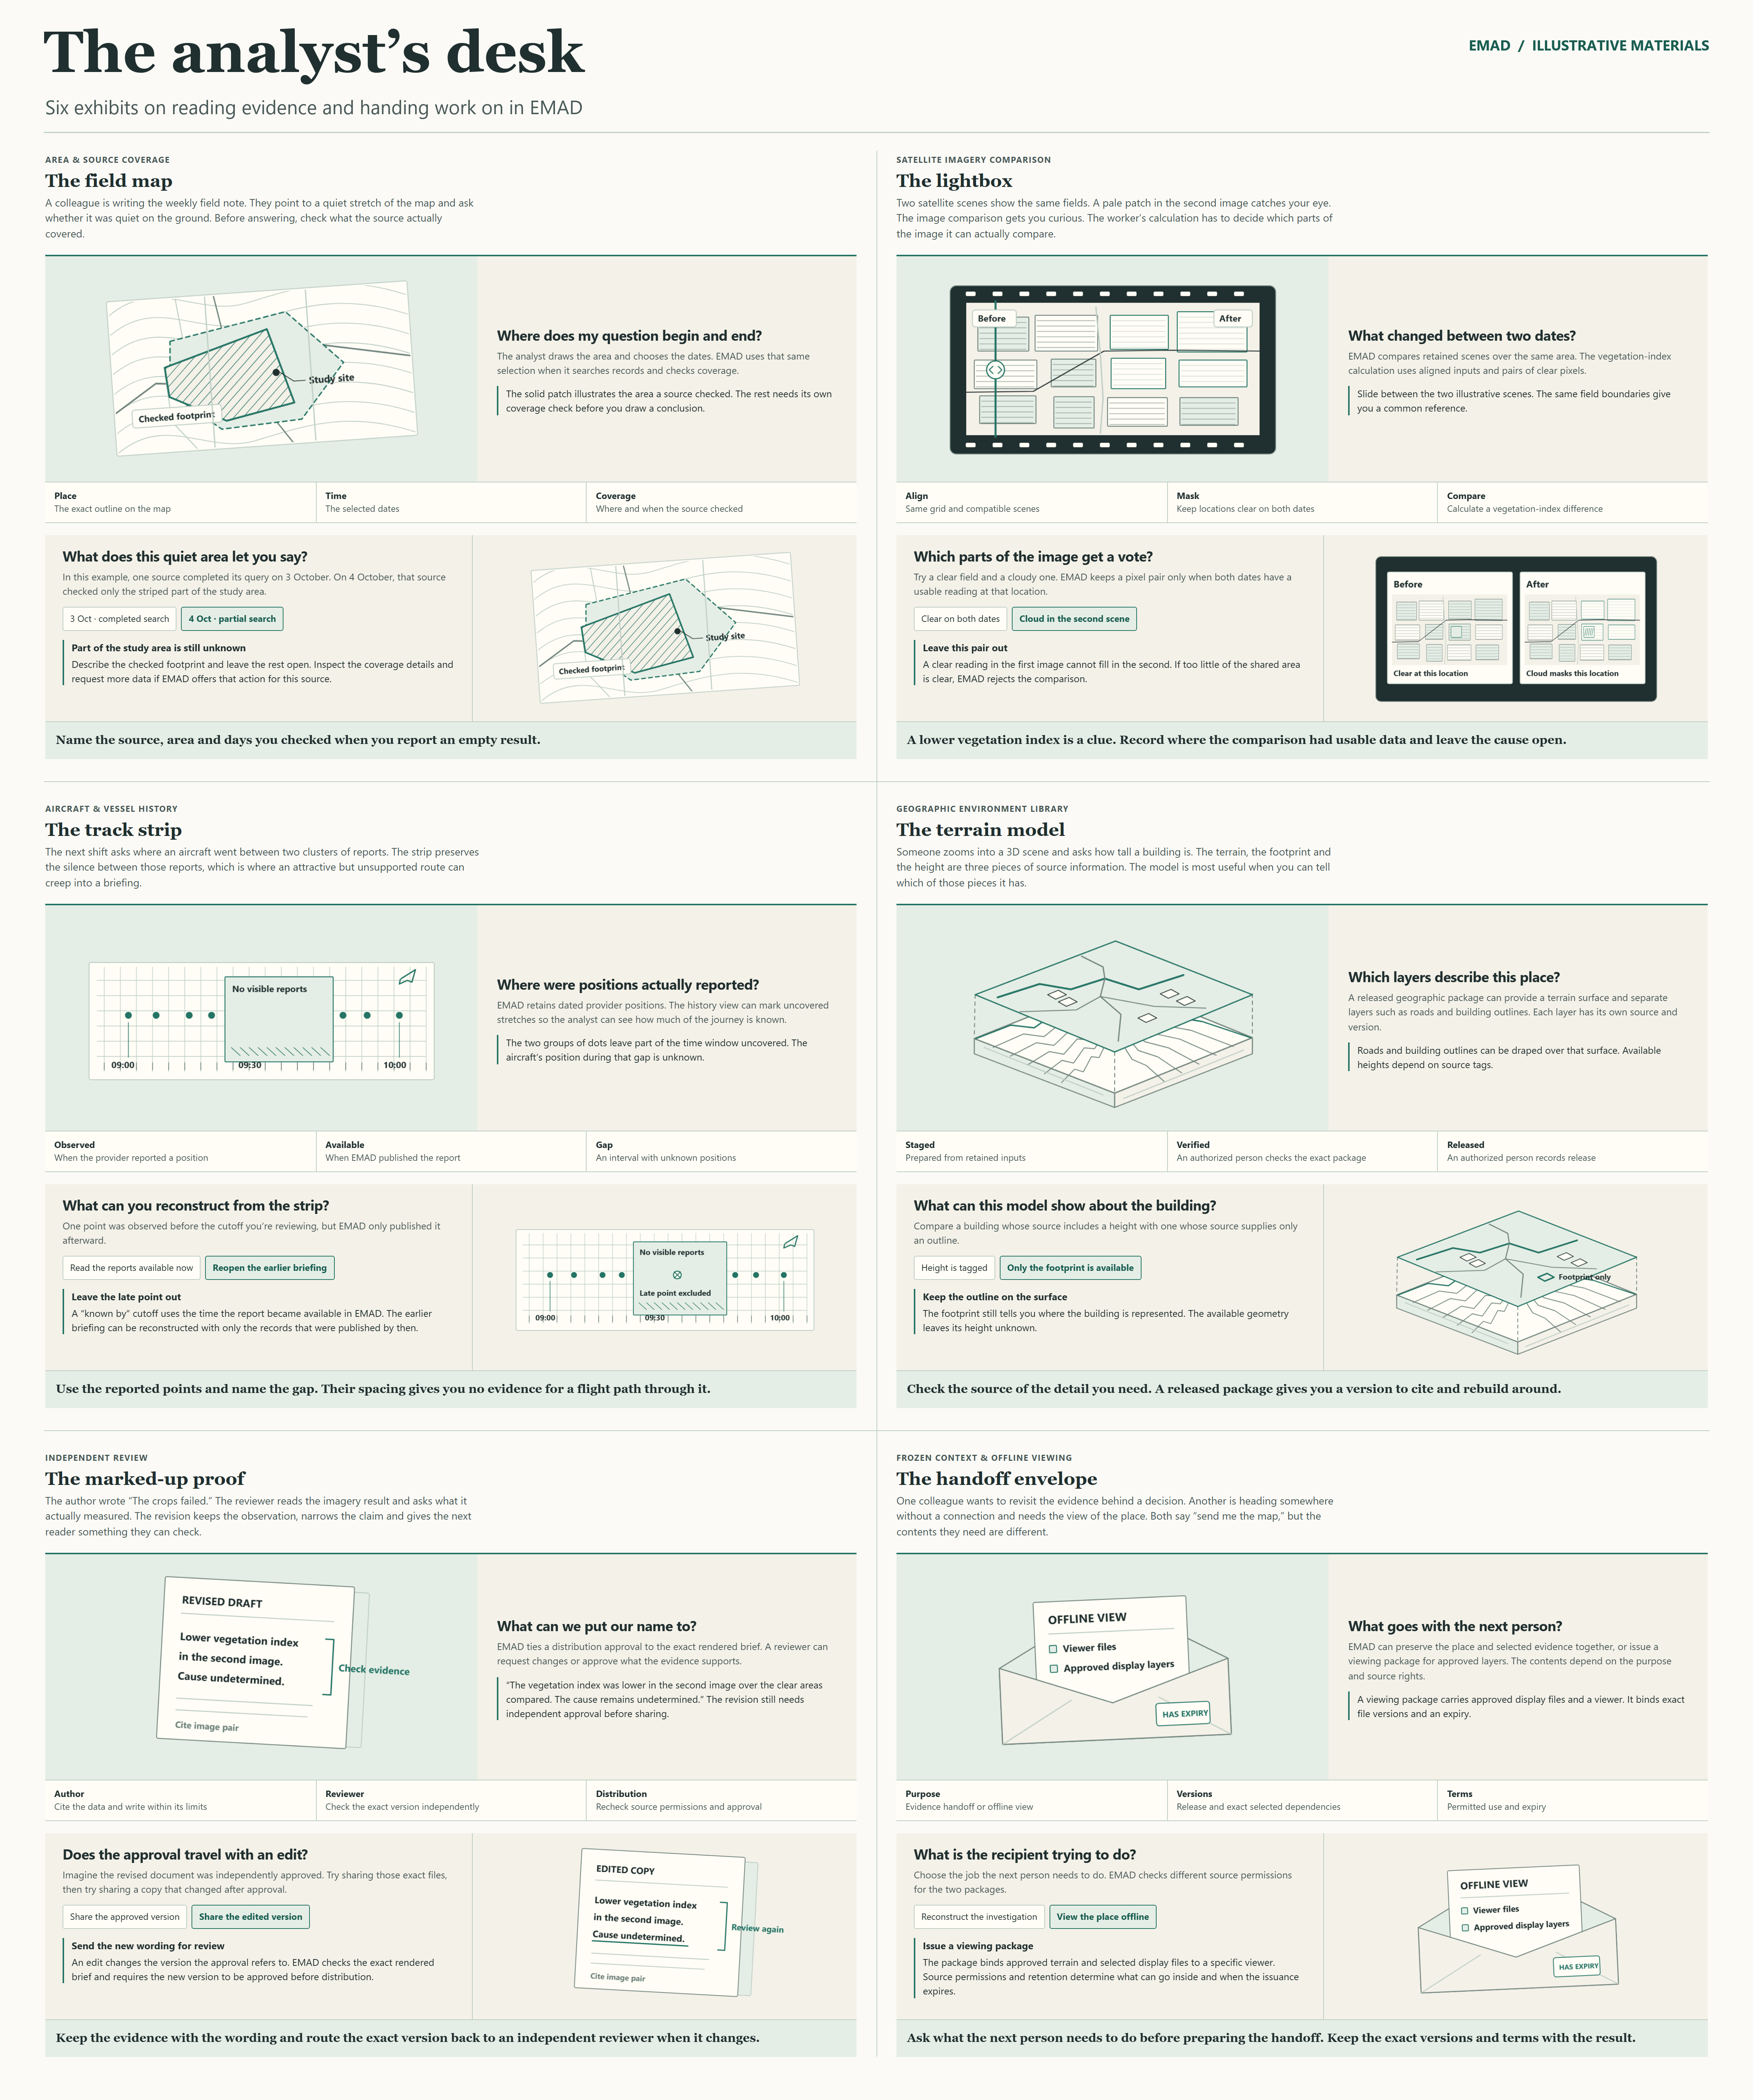 The analyst’s desk
EMAD / ILLUSTRATIVE MATERIALS
Six exhibits on reading evidence and handing work on in EMAD
AREA & SOURCE COVERAGE
The field map
A colleague is writing the weekly field note. They point to a quiet stretch of the map and ask
whether it was quiet on the ground. Before answering, check what the source actually
covered.
Study site
Checked footprint
Where does my question begin and end?
The analyst draws the area and chooses the dates. EMAD uses that same
selection when it searches records and checks coverage.
The solid patch illustrates the area a source checked. The rest needs its own
coverage check before you draw a conclusion.
Place
The exact outline on the map
Time
The selected dates
Coverage
Where and when the source checked
What does this quiet area let you say?
In this example, one source completed its query on 3 October. On 4 October, that source
checked only the striped part of the study area.
3 Oct · completed search
4 Oct · partial search
Part of the study area is still unknown
Describe the checked footprint and leave the rest open. Inspect the coverage details and
request more data if EMAD offers that action for this source.
Study site
Checked footprint
Name the source, area and days you checked when you report an empty result.
SATELLITE IMAGERY COMPARISON
The lightbox
Two satellite scenes show the same fields. A pale patch in the second image catches your eye.
The image comparison gets you curious. The worker’s calculation has to decide which parts of
the image it can actually compare.
Before
After
What changed between two dates?
EMAD compares retained scenes over the same area. The vegetation-index
calculation uses aligned inputs and pairs of clear pixels.
Slide between the two illustrative scenes. The same field boundaries give
you a common reference.
Align
Same grid and compatible scenes
Mask
Keep locations clear on both dates
Compare
Calculate a vegetation-index difference
Which parts of the image get a vote?
Try a clear field and a cloudy one. EMAD keeps a pixel pair only when both dates have a
usable reading at that location.
Clear on both dates
Cloud in the second scene
Leave this pair out
A clear reading in the first image cannot fill in the second. If too little of the shared area
is clear, EMAD rejects the comparison.
Before
After
Clear at this location
Cloud masks this location
A lower vegetation index is a clue. Record where the comparison had usable data and leave the cause open.
AIRCRAFT & VESSEL HISTORY
The track strip
The next shift asks where an aircraft went between two clusters of reports. The strip preserves
the silence between those reports, which is where an attractive but unsupported route can
creep into a briefing.
No visible reports
09:00
09:30
10:00
Where were positions actually reported?
EMAD retains dated provider positions. The history view can mark uncovered
stretches so the analyst can see how much of the journey is known.
The two groups of dots leave part of the time window uncovered. The
aircraft’s position during that gap is unknown.
Observed
When the provider reported a position
Available
When EMAD published the report
Gap
An interval with unknown positions
What can you reconstruct from the strip?
One point was observed before the cutoff you’re reviewing, but EMAD only published it
afterward.
Read the reports available now
Reopen the earlier briefing
Leave the late point out
A “known by” cutoff uses the time the report became available in EMAD. The earlier
briefing can be reconstructed with only the records that were published by then.
No visible reports
Late point excluded
09:00
09:30
10:00
Use the reported points and name the gap. Their spacing gives you no evidence for a flight path through it.
GEOGRAPHIC ENVIRONMENT LIBRARY
The terrain model
Someone zooms into a 3D scene and asks how tall a building is. The terrain, the footprint and
the height are three pieces of source information. The model is most useful when you can tell
which of those pieces it has.
Which layers describe this place?
A released geographic package can provide a terrain surface and separate
layers such as roads and building outlines. Each layer has its own source and
version.
Roads and building outlines can be draped over that surface. Available
heights depend on source tags.
Staged
Prepared from retained inputs
Verified
An authorized person checks the exact package
Released
An authorized person records release
What can this model show about the building?
Compare a building whose source includes a height with one whose source supplies only
an outline.
Height is tagged
Only the footprint is available
Keep the outline on the surface
The footprint still tells you where the building is represented. The available geometry
leaves its height unknown.
Footprint only
Check the source of the detail you need. A released package gives you a version to cite and rebuild around.
INDEPENDENT REVIEW
The marked-up proof
The author wrote “The crops failed.” The reviewer reads the imagery result and asks what it
actually measured. The revision keeps the observation, narrows the claim and gives the next
reader something they can check.
REVISED DRAFT
Lower vegetation index
in the second image.
Cause undetermined.
Check evidence
Cite image pair
What can we put our name to?
EMAD ties a distribution approval to the exact rendered brief. A reviewer can
request changes or approve what the evidence supports.
“The vegetation index was lower in the second image over the clear areas
compared. The cause remains undetermined.” The revision still needs
independent approval before sharing.
Author
Cite the data and write within its limits
Reviewer
Check the exact version independently
Distribution
Recheck source permissions and approval
Does the approval travel with an edit?
Imagine the revised document was independently approved. Try sharing those exact files,
then try sharing a copy that changed after approval.
Share the approved version
Share the edited version
Send the new wording for review
An edit changes the version the approval refers to. EMAD checks the exact rendered
brief and requires the new version to be approved before distribution.
EDITED COPY
Lower vegetation index
in the second image.
Cause undetermined.
Review again
Cite image pair
Keep the evidence with the wording and route the exact version back to an independent reviewer when it changes.
FROZEN CONTEXT & OFFLINE VIEWING
The handoff envelope
One colleague wants to revisit the evidence behind a decision. Another is heading somewhere
without a connection and needs the view of the place. Both say “send me the map,” but the
contents they need are different.
OFFLINE VIEW
Viewer files
Approved display layers
HAS EXPIRY
What goes with the next person?
EMAD can preserve the place and selected evidence together, or issue a
viewing package for approved layers. The contents depend on the purpose
and source rights.
A viewing package carries approved display files and a viewer. It binds exact
file versions and an expiry.
Purpose
Evidence handoff or offline view
Versions
Release and exact selected dependencies
Terms
Permitted use and expiry
What is the recipient trying to do?
Choose the job the next person needs to do. EMAD checks different source permissions
for the two packages.
Reconstruct the investigation
View the place offline
Issue a viewing package
The package binds approved terrain and selected display files to a specific viewer.
Source permissions and retention determine what can go inside and when the issuance
expires.
OFFLINE VIEW
Viewer files
Approved display layers
HAS EXPIRY
Ask what the next person needs to do before preparing the handoff. Keep the exact versions and terms with the result.